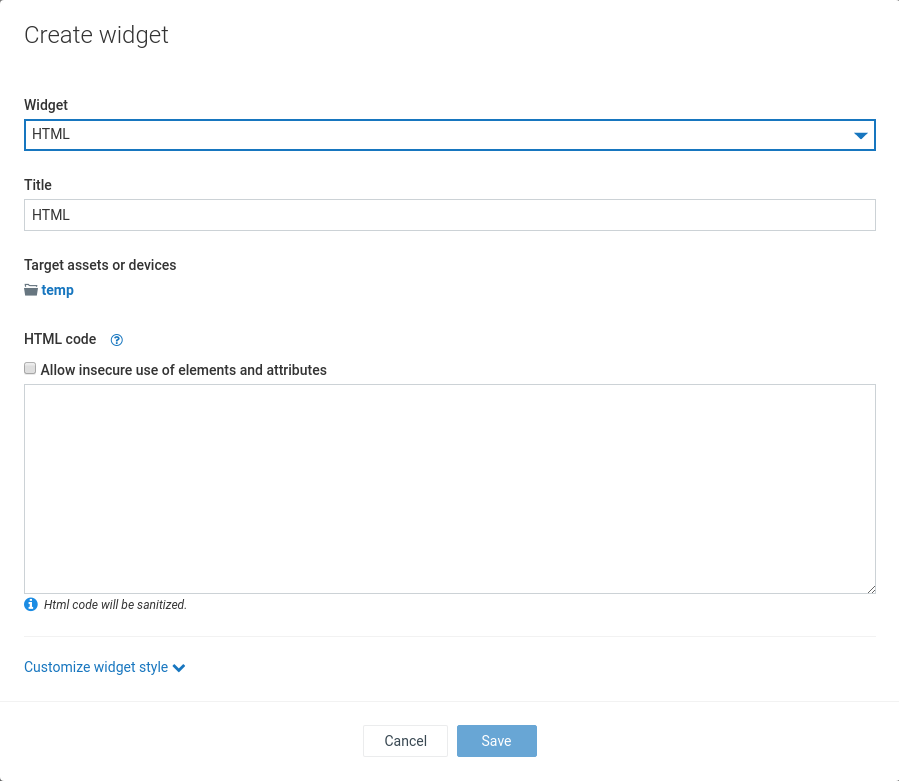 Create widget
Widget
HTML
Title
HTML
Target assets or devices
temp
HTML code
Allow insecure use of elements and attributes
Html code will be sanitized.
Customize widget style
Cancel Save